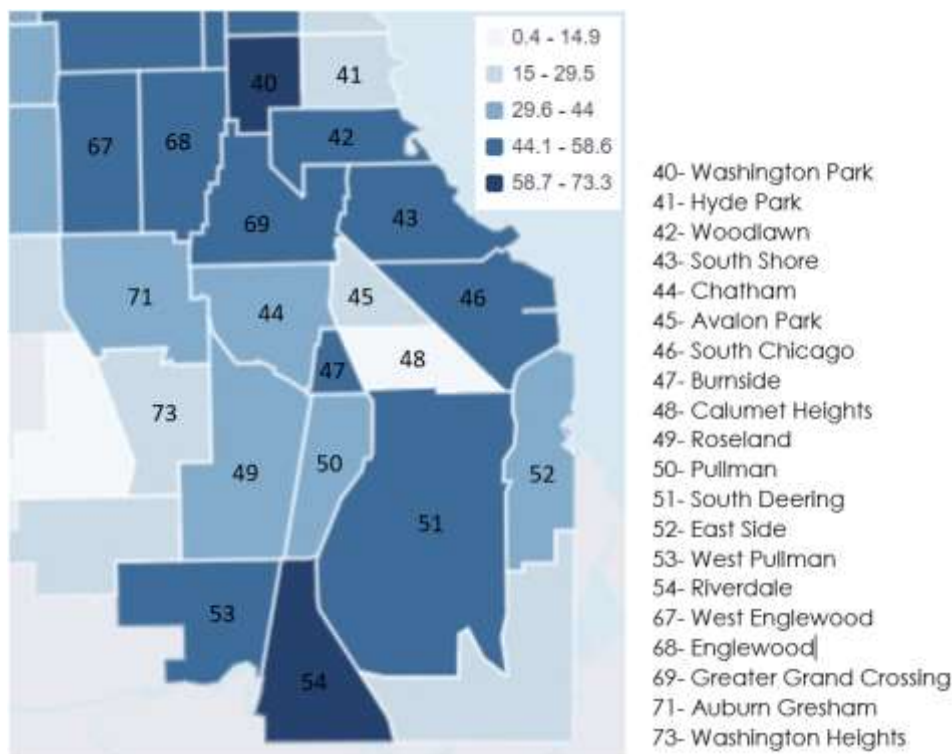 0.4 - 14.9
15 - 29.5
29.6 - 44
44.1 - 58.6
58.7 - 73.3
40
41
42
67
68
43
69
71
44
45
46
47
48
73
49
50
52
51
53
54
40- Washington Park
41- Hyde Park
42- Woodlawn
43- South Shore
44- Chatham
45- Avalon Park
46- South Chicago
47- Burnside
48- Calumet Heights
49- Roseland
50- Pullman
51- South Deering
52- East Side
53- West Pullman
54- Riverdale
67- West Englewood
68- Englewood
69- Greater Grand Crossing
71- Auburn Gresham
73- Washington Heights